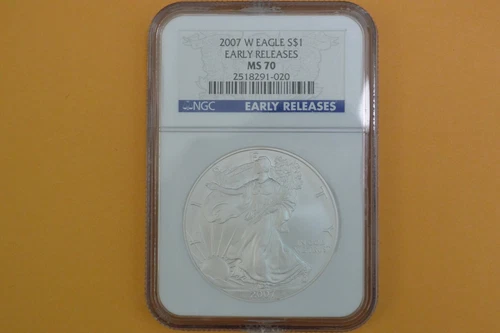 2007 W EAGLE S$1
EARLY RELEASES
MS 70
2518291-020
NGC EARLY RELEASES